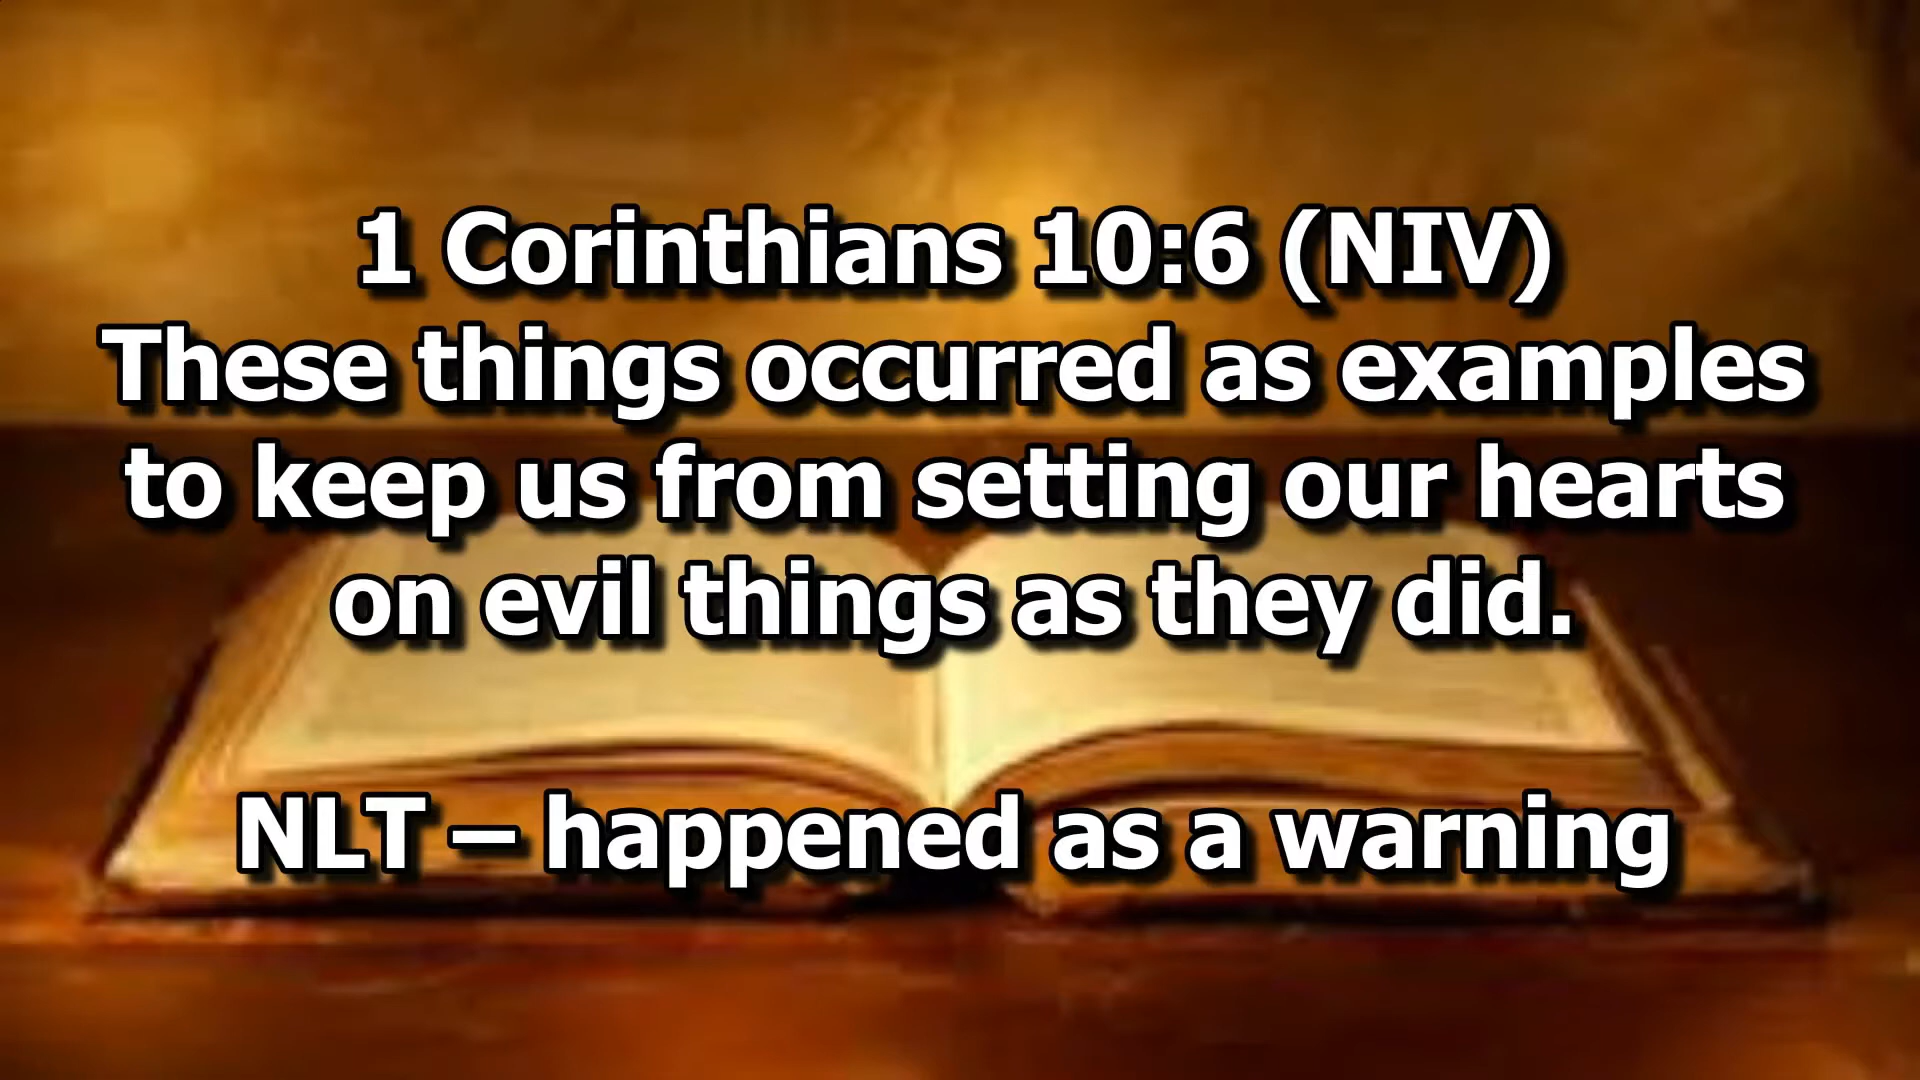 1 Corinthians 10:6 (NIV)
These things occurred as examples
to keep us from setting our hearts
on evil things as they did.
NLT – happened as a warning